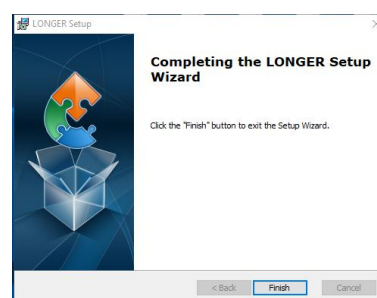 LONGER Setup
Completing the LONGER Setup
Wizard
Click the "Finish" button to exit the Setup Wizard.
< Back Finish Cancel